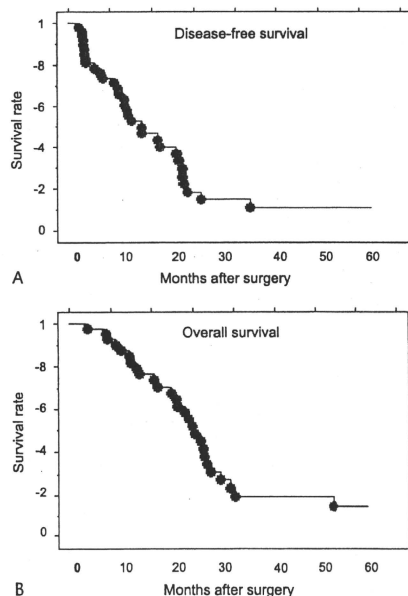 Disease-free survival
Survival rate
1
-8
-6
-4
-2
0
0 10 20 30 40 50 60
A
Months after surgery
Overall survival
Survival rate
1
-8
-6
-4
-2
0
0 10 20 30 40 50 60
B
Months after surgery